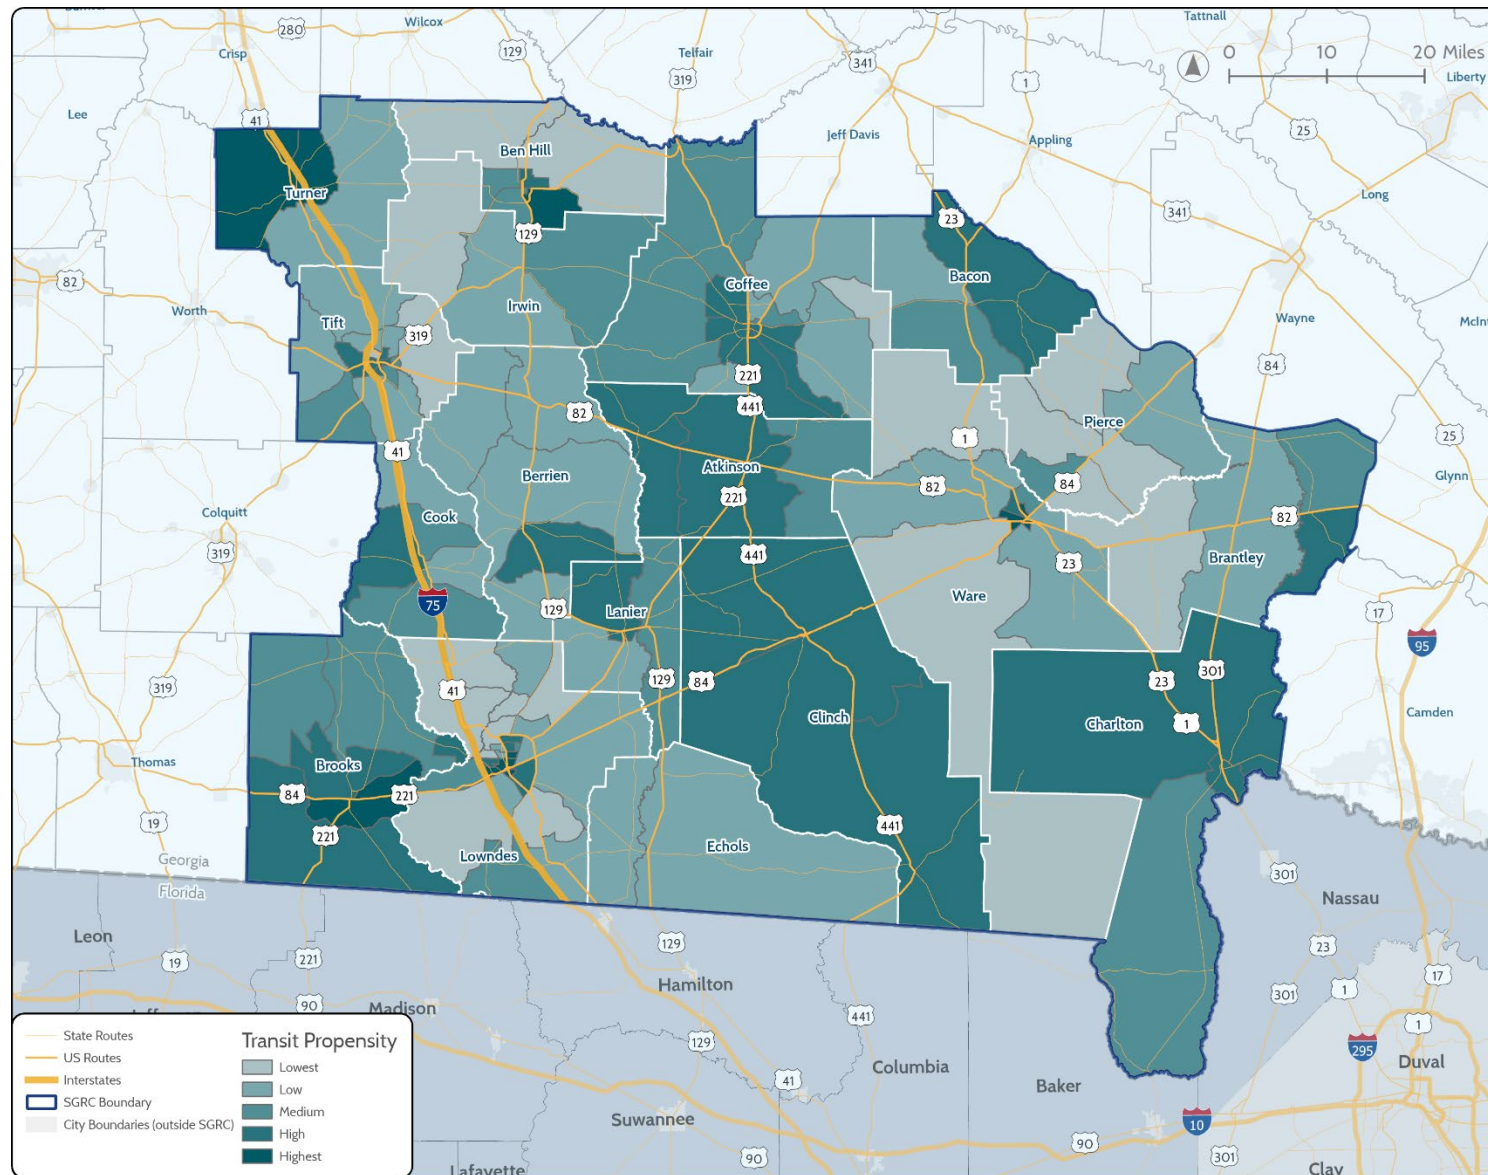 Wilcox
Tattnall
280
Crisp
129
Telfair
341
319
1
0 10 20 Miles
Liberty
Lee
41
25
Jeff Davis
Appling
Ben Hill
Turner
Long
341
23
129
82
Coffee
Bacon
Worth
Tift
Irwin
319
Wayne
McInt
84
221
82
441
1
Pierce
25
41
Atkinson
Berrien
82
84
Glynn
221
Colquitt
Cook
82
319
441
23
Brantley
75
129
Lanier
Ware
17
95
319
41
129
84
23
301
Clinch
Charlton
1
Camden
Thomas
Brooks
84
221
19
221
441
Georgia
Lowndes
Echols
Florida
301
Nassau
Leon
19
221
129
23
17
Hamilton
90
Madison
301
1
441
1
129
295
Duval
Columbia
41
Baker
Suwannee
10
90
301
90
Lafayette
Clay
State Routes
US Routes
Interstates
SGRC Boundary
City Boundaries (outside SGRC)
Transit Propensity
Lowest
Low
Medium
High
Highest